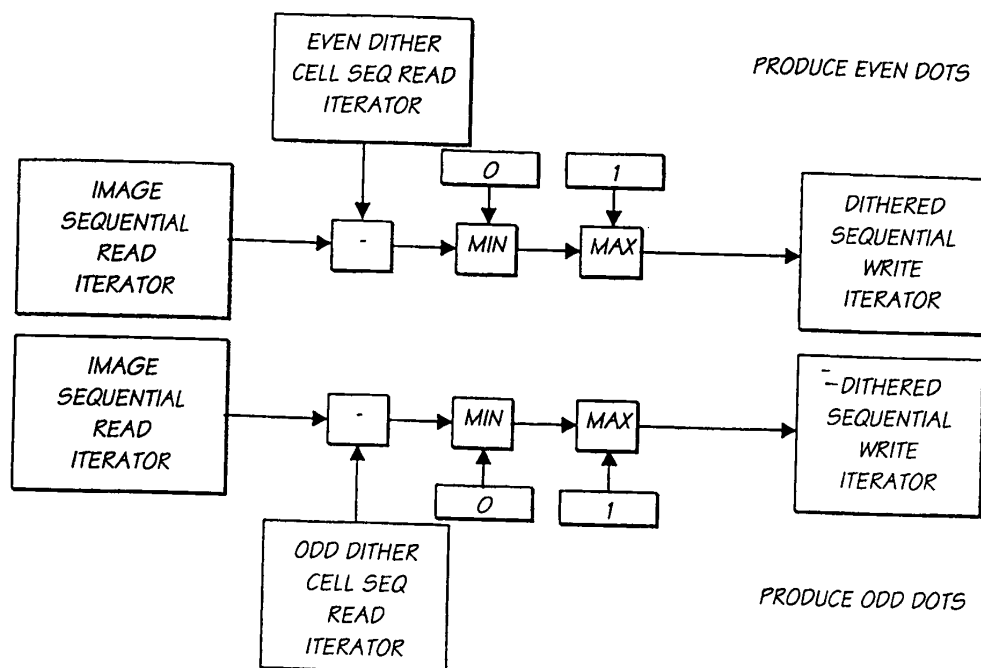 EVEN DITHER
CELL SEQ READ
ITERATOR
PRODUCE EVEN DOTS
0
1
IMAGE
SEQUENTIAL
READ
ITERATOR
-
MIN
MAX
DITHERED
SEQUENTIAL
WRITE
ITERATOR
IMAGE
SEQUENTIAL
READ
ITERATOR
-
MIN
MAX
DITHERED
SEQUENTIAL
WRITE
ITERATOR
0
1
ODD DITHER
CELL SEQ
READ
ITERATOR
PRODUCE ODD DOTS